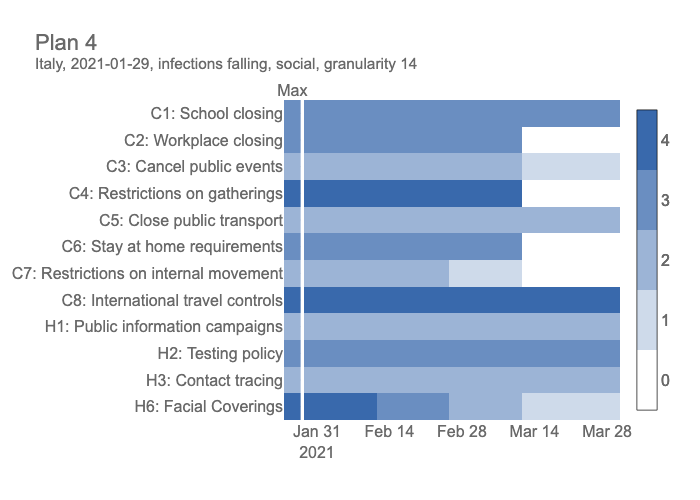 Plan 4
Italy, 2021-01-29, infections falling, social, granularity 14
Max
C1: School closing
C2: Workplace closing
C3: Cancel public events
C4: Restrictions on gatherings
C5: Close public transport
C6: Stay at home requirements
C7: Restrictions on internal movement
C8: International travel controls
H1: Public information campaigns
H2: Testing policy
H3: Contact tracing
H6: Facial Coverings
4
3
2
1
0
Jan 31 Feb 14 Feb 28 Mar 14 Mar 28
2021